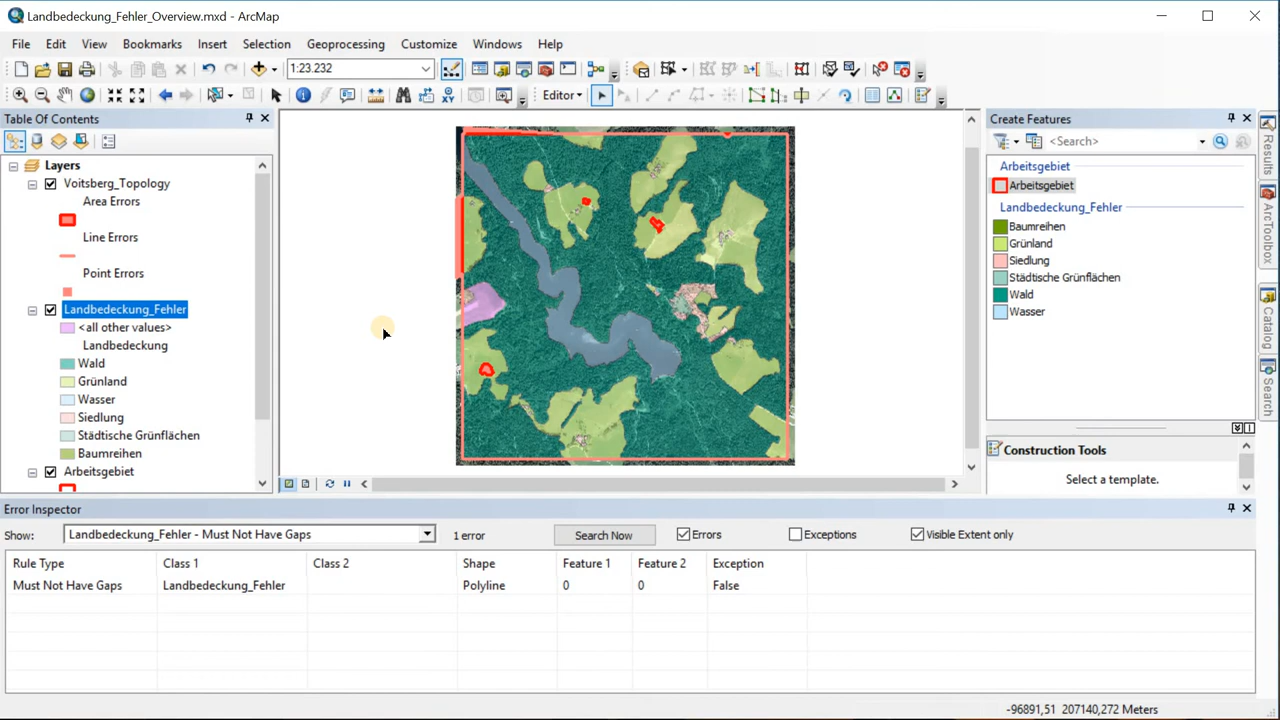 Landbedeckung_Fehler_Overview.mxd - ArcMap
File Edit View Bookmarks Insert Selection Geoprocessing Customize Windows Help
1:23.232
Editor
Table Of Contents
Layers
Voitsberg_Topology
Area Errors
Line Errors
Point Errors
Landbedeckung_Fehler
<all other values>
Landbedeckung
Wald
Grünland
Wasser
Siedlung
Städtische Grünflächen
Baumreihen
Arbeitsgebiet
Create Features
<Search>
Arbeitsgebiet
Arbeitsgebiet
Landbedeckung_Fehler
Baumreihen
Grünland
Siedlung
Städtische Grünflächen
Wald
Wasser
Construction Tools
Select a template.
Results
ArcToolbox
Catalog
Search
Error Inspector
Show: Landbedeckung_Fehler - Must Not Have Gaps 1 error Search Now Errors Exceptions Visible Extent only
Rule Type Class 1 Class 2 Shape Feature 1 Feature 2 Exception
Must Not Have Gaps Landbedeckung_Fehler Polyline 0 0 False
-96891,51 207140,272 Meters